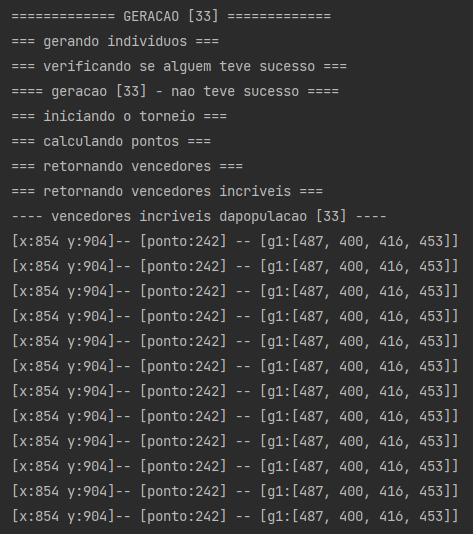 ============= GERACAO [33] =============
=== gerando individuos ===
=== verificando se alguem teve sucesso ===
==== geracao [33] - nao teve sucesso ====
=== iniciando o torneio ===
=== calculando pontos ===
=== retornando vencedores ===
=== retornando vencedores incriveis ===
---- vencedores incriveis dapopulacao [33] ----
[x:854 y:904]-- [ponto:242] -- [g1:[487, 400, 416, 453]]
[x:854 y:904]-- [ponto:242] -- [g1:[487, 400, 416, 453]]
[x:854 y:904]-- [ponto:242] -- [g1:[487, 400, 416, 453]]
[x:854 y:904]-- [ponto:242] -- [g1:[487, 400, 416, 453]]
[x:854 y:904]-- [ponto:242] -- [g1:[487, 400, 416, 453]]
[x:854 y:904]-- [ponto:242] -- [g1:[487, 400, 416, 453]]
[x:854 y:904]-- [ponto:242] -- [g1:[487, 400, 416, 453]]
[x:854 y:904]-- [ponto:242] -- [g1:[487, 400, 416, 453]]
[x:854 y:904]-- [ponto:242] -- [g1:[487, 400, 416, 453]]
[x:854 y:904]-- [ponto:242] -- [g1:[487, 400, 416, 453]]
[x:854 y:904]-- [ponto:242] -- [g1:[487, 400, 416, 453]]
[x:854 y:904]-- [ponto:242] -- [g1:[487, 400, 416, 453]]